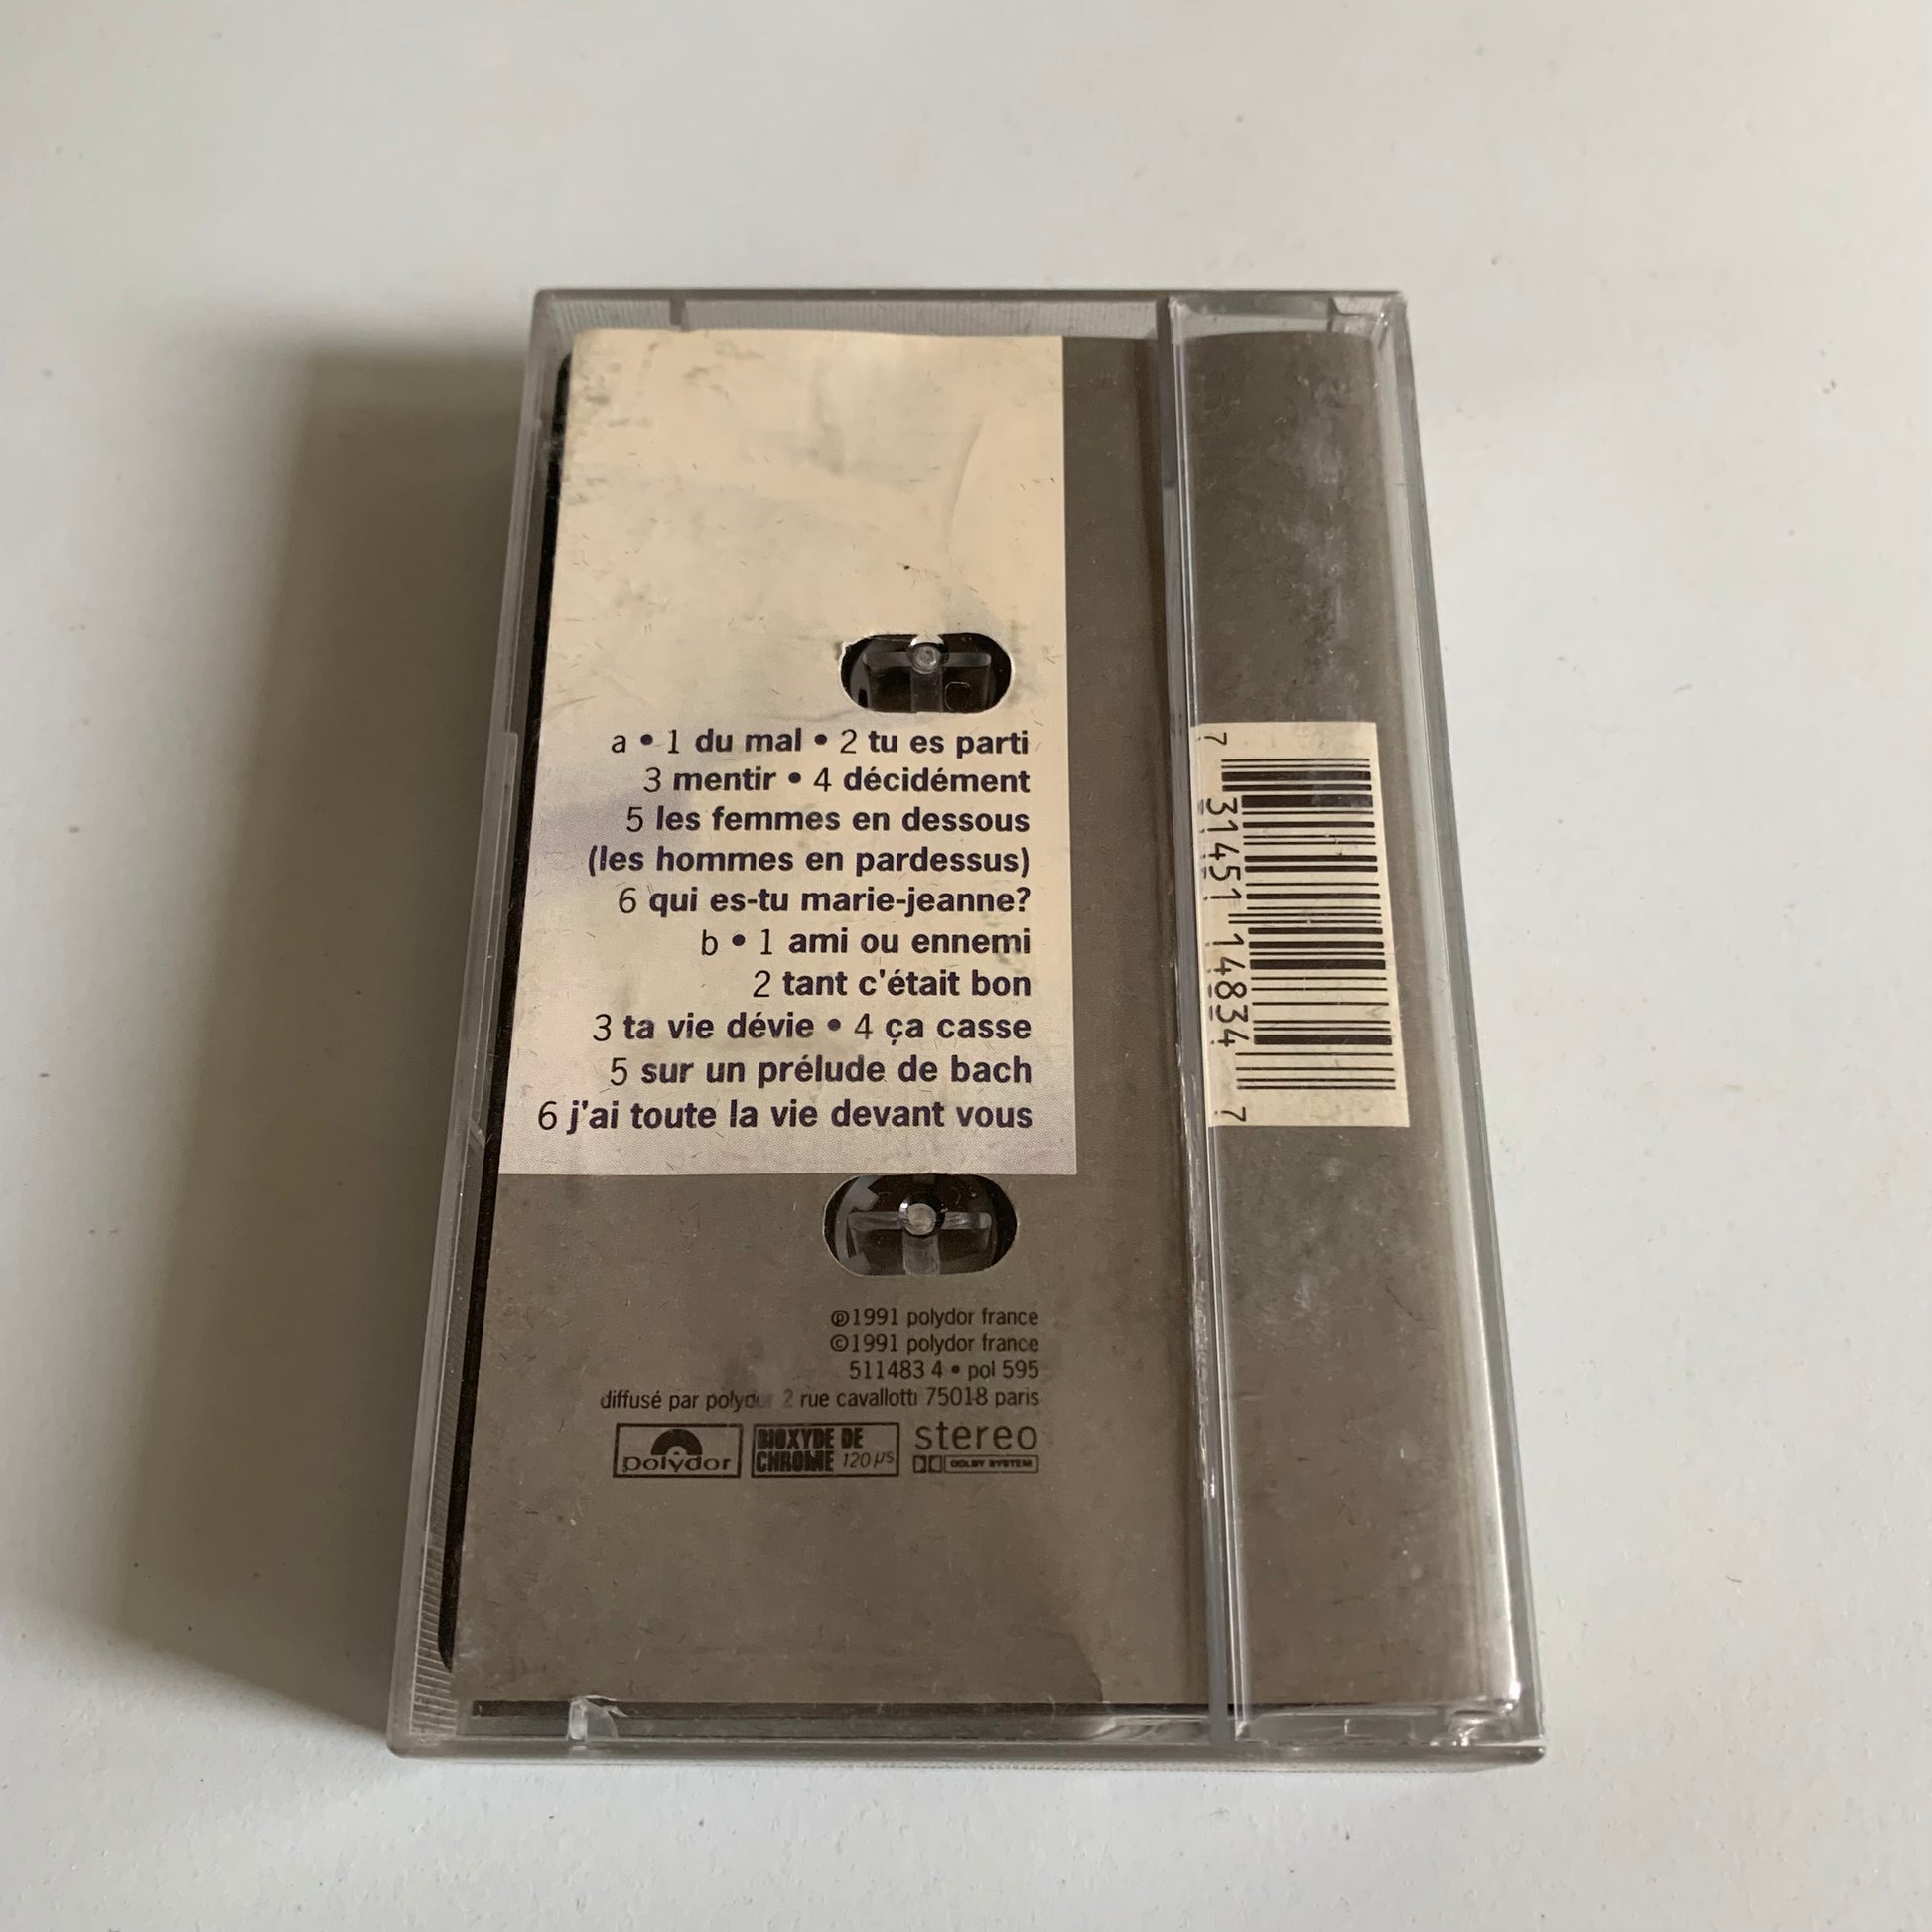 a • 1 du mal • 2 tu es parti
3 mentir • 4 décidément
5 les femmes en dessous
(les hommes en pardessus)
6 qui es-tu marie-jeanne?
b • 1 ami ou ennemi
2 tant c'était bon
3 ta vie dévie • 4 ça casse
5 sur un prélude de bach
6 j'ai toute la vie devant vous
℗1991 polydor france
©1991 polydor france
511483 4 • pol 595
diffusé par polydor 2 rue cavallotti 75018 paris
polydor
BIOXYDE DE
CHROME 120 µs
stereo
DOLBY SYSTEM
7 31451 14834 7